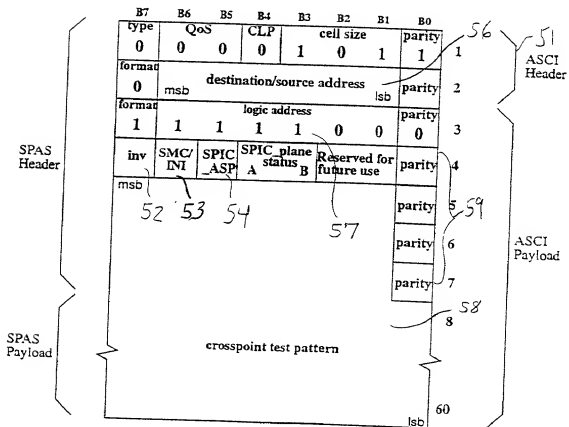 B7 B6 B5 B4 B3 B2 B1 B0
type QoS CLP cell size parity
0 0 0 0 1 0 1 1 1
56
51
ASCI Header
format destination/source address parity 2
0 msb lsb
format logic address parity
1 1 1 1 1 0 0 0 3
SPAS Header
inv SMC/INI SPIC_ASP SPIC_plane status A B Reserved for future use parity 4
msb
52 53 54 57 59
parity 5
parity 6
parity 7
ASCI Payload
58
8
SPAS Payload
crosspoint test pattern
60
lsb